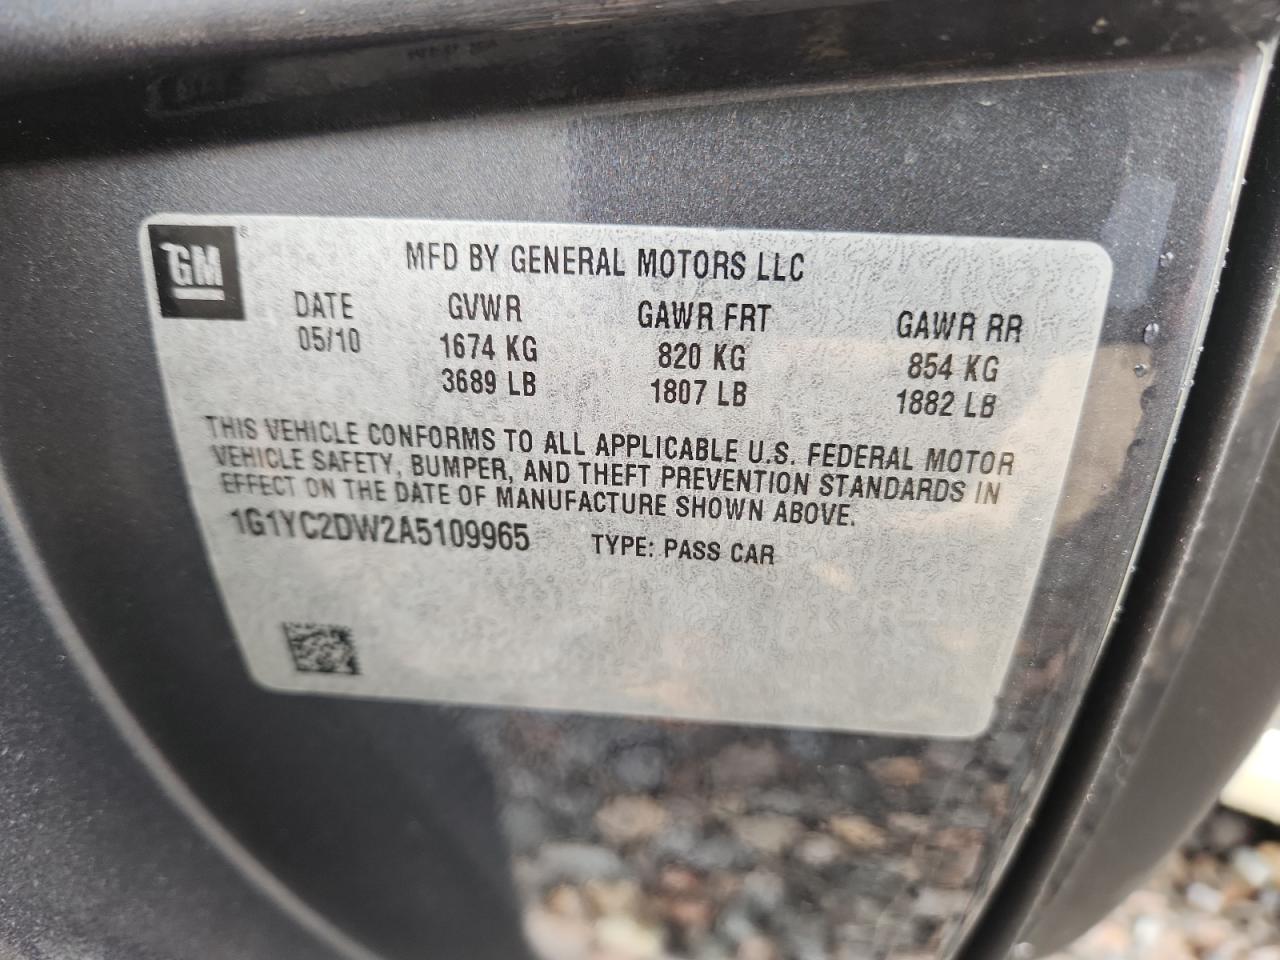 GM ®
MFD BY GENERAL MOTORS LLC
DATE GVWR GAWR FRT GAWR RR
05/10 1674 KG 820 KG 854 KG
3689 LB 1807 LB 1882 LB
THIS VEHICLE CONFORMS TO ALL APPLICABLE U.S. FEDERAL MOTOR
VEHICLE SAFETY, BUMPER, AND THEFT PREVENTION STANDARDS IN
EFFECT ON THE DATE OF MANUFACTURE SHOWN ABOVE.
1G1YC2DW2A5109965 TYPE: PASS CAR